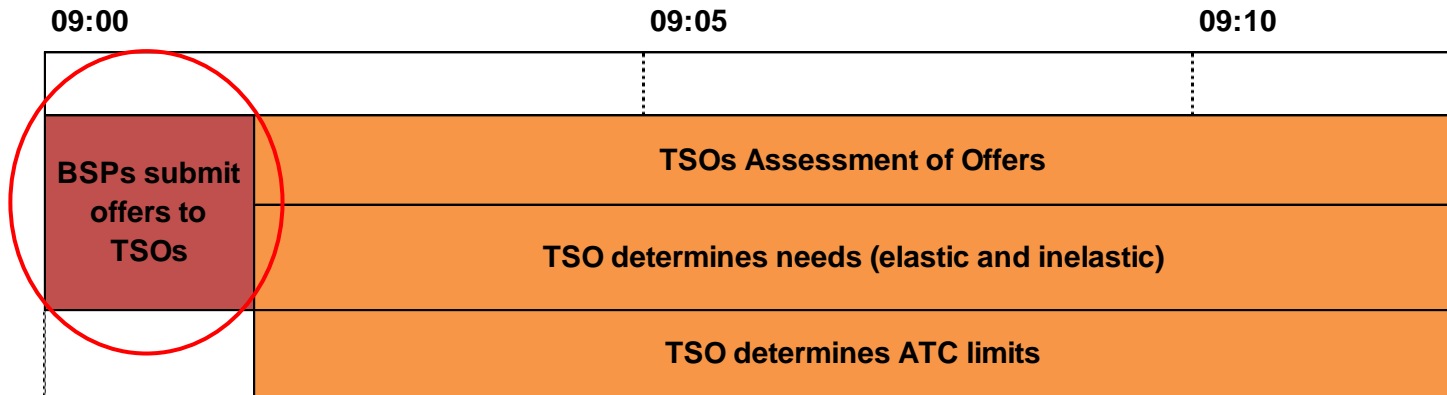 09:00 09:05 09:10
BSPs submit
offers to
TSOs
TSOs Assessment of Offers
TSO determines needs (elastic and inelastic)
TSO determines ATC limits